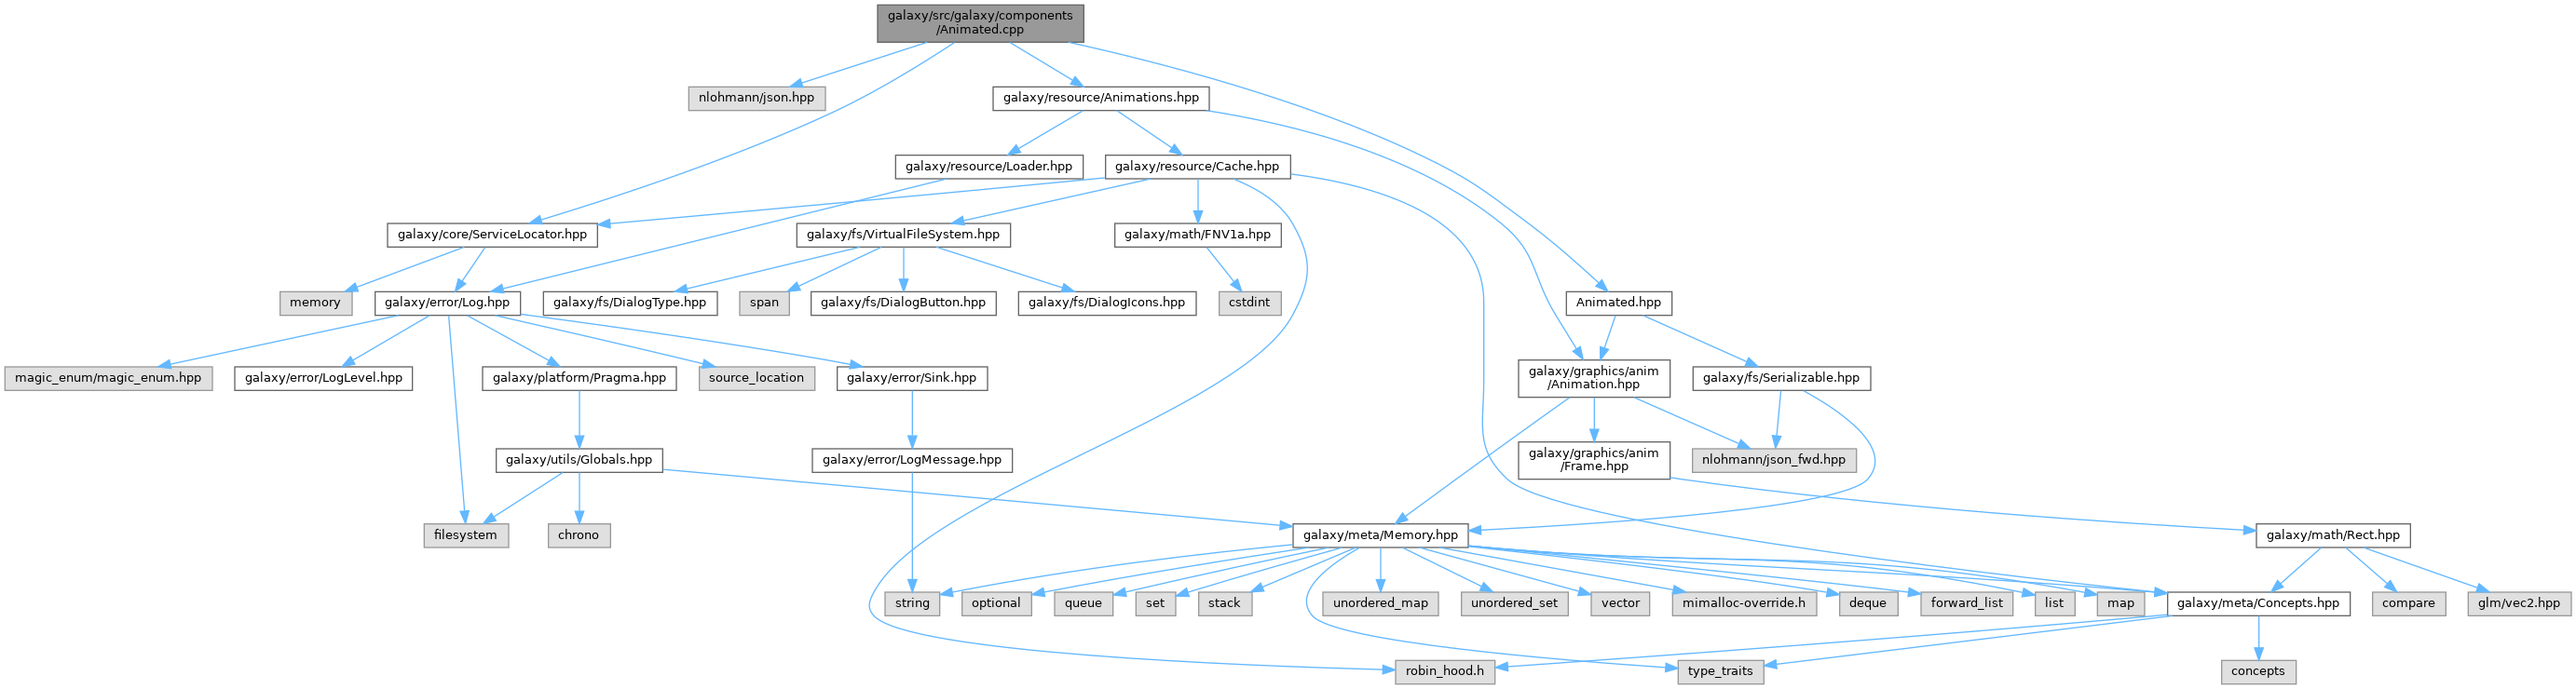 galaxy/src/galaxy/components
/Animated.cpp
nlohmann/json.hpp
galaxy/resource/Animations.hpp
galaxy/resource/Loader.hpp
galaxy/resource/Cache.hpp
galaxy/core/ServiceLocator.hpp
galaxy/fs/VirtualFileSystem.hpp
galaxy/math/FNV1a.hpp
memory
galaxy/error/Log.hpp
galaxy/fs/DialogType.hpp
span
galaxy/fs/DialogButton.hpp
galaxy/fs/DialogIcons.hpp
cstdint
Animated.hpp
magic_enum/magic_enum.hpp
galaxy/error/LogLevel.hpp
galaxy/platform/Pragma.hpp
source_location
galaxy/error/Sink.hpp
galaxy/graphics/anim
/Animation.hpp
galaxy/fs/Serializable.hpp
galaxy/utils/Globals.hpp
galaxy/error/LogMessage.hpp
galaxy/graphics/anim
/Frame.hpp
nlohmann/json_fwd.hpp
filesystem
chrono
galaxy/meta/Memory.hpp
galaxy/math/Rect.hpp
string
optional
queue
set
stack
unordered_map
unordered_set
vector
mimalloc-override.h
deque
forward_list
list
map
galaxy/meta/Concepts.hpp
compare
glm/vec2.hpp
robin_hood.h
type_traits
concepts